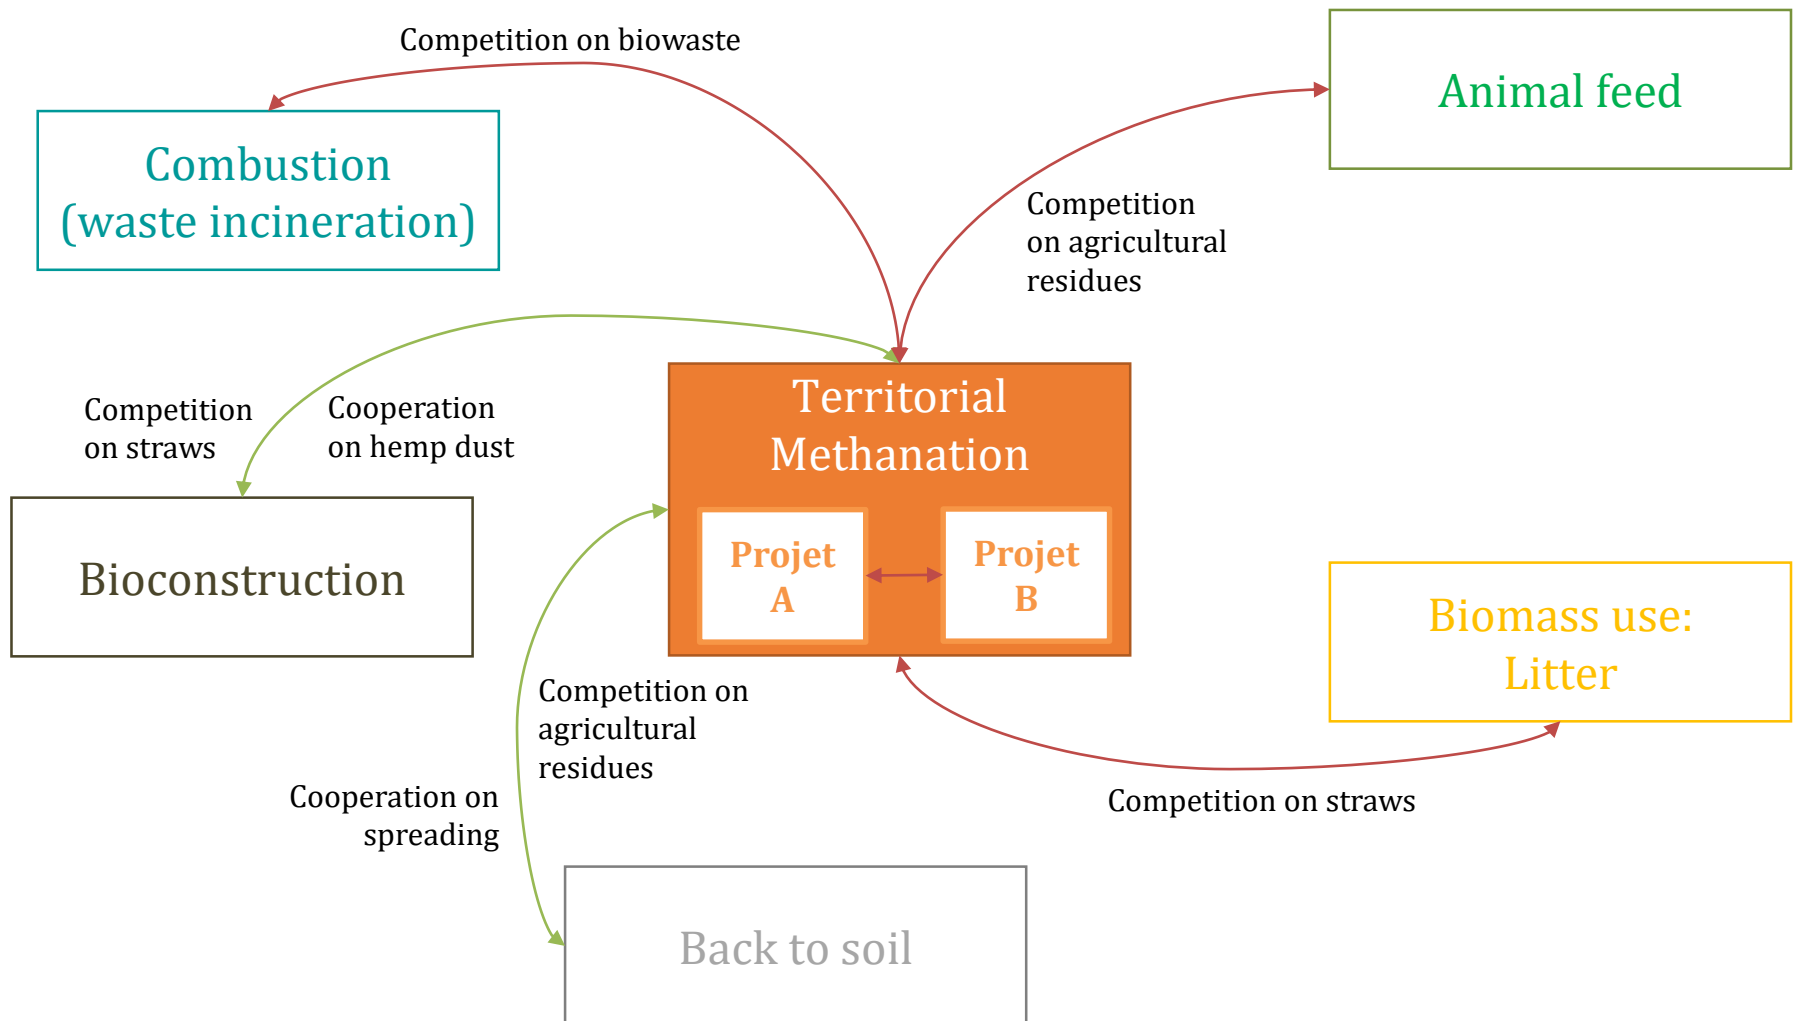 Competition on biowaste
Animal feed
Combustion
(waste incineration)
Competition
on agricultural
residues
Competition
on straws
Cooperation
on hemp dust
Territorial
Methanation
Projet
A
Projet
B
Bioconstruction
Biomass use:
Litter
Competition on
agricultural
residues
Cooperation on
spreading
Competition on straws
Back to soil